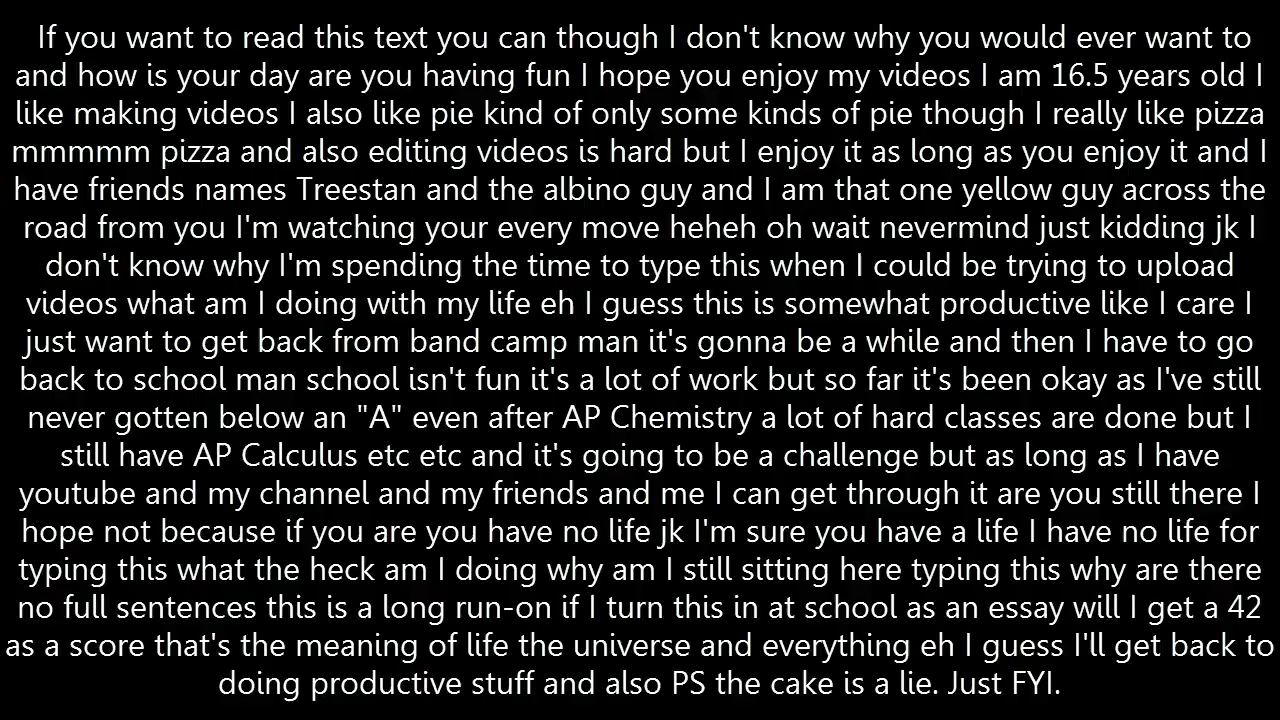 If you want to read this text you can though I don't know why you would ever want to
and how is your day are you having fun I hope you enjoy my videos I am 16.5 years old I
like making videos I also like pie kind of only some kinds of pie though I really like pizza
mmmmm pizza and also editing videos is hard but I enjoy it as long as you enjoy it and I
have friends names Treestan and the albino guy and I am that one yellow guy across the
road from you I'm watching your every move heheh oh wait nevermind just kidding jk I
don't know why I'm spending the time to type this when I could be trying to upload
videos what am I doing with my life eh I guess this is somewhat productive like I care I
just want to get back from band camp man it's gonna be a while and then I have to go
back to school man school isn't fun it's a lot of work but so far it's been okay as I've still
never gotten below an "A" even after AP Chemistry a lot of hard classes are done but I
still have AP Calculus etc etc and it's going to be a challenge but as long as I have
youtube and my channel and my friends and me I can get through it are you still there I
hope not because if you are you have no life jk I'm sure you have a life I have no life for
typing this what the heck am I doing why am I still sitting here typing this why are there
no full sentences this is a long run-on if I turn this in at school as an essay will I get a 42
as a score that's the meaning of life the universe and everything eh I guess I'll get back to
doing productive stuff and also PS the cake is a lie. Just FYI.